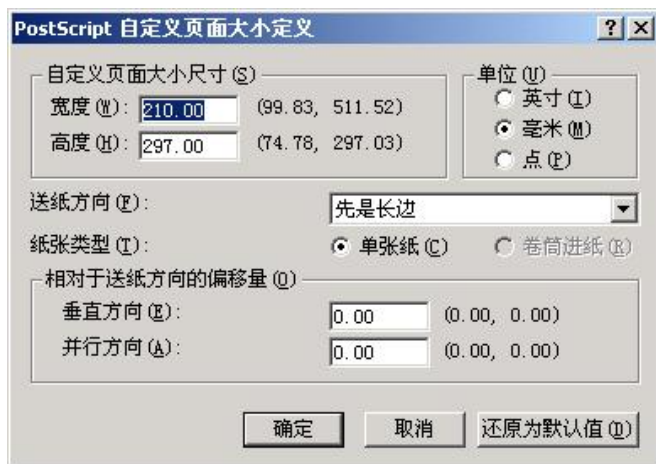 PostScript 自定义页面大小定义
自定义页面大小尺寸(S)
宽度(W): 210.00 (99.83, 511.52)
高度(H): 297.00 (74.78, 297.03)
单位(U)
英寸(I)
毫米(M)
点(P)
送纸方向(F): 先是长边
纸张类型(T): 单张纸(C) 卷筒进纸(R)
相对于送纸方向的偏移量(O)
垂直方向(E): 0.00 (0.00, 0.00)
并行方向(A): 0.00 (0.00, 0.00)
确定 取消 还原为默认值(D)